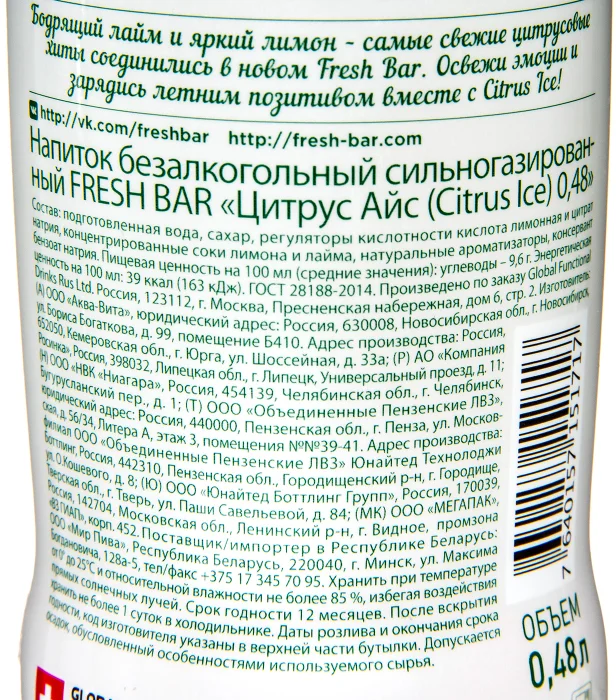 Бодрящий лайм и яркий лимон - самые свежие цитрусовые
хиты соединились в новом Fresh Bar. Освежи эмоции и
зарядись летним позитивом вместе с Citrus Ice!
http://vk.com/freshbar http://fresh-bar.com
Напиток безалкогольный сильногазирован-
ный FRESH BAR «Цитрус Айс (Citrus Ice) 0,48»
Состав: подготовленная вода, сахар, регуляторы кислотности кислота лимонная и цитрат
натрия, концентрированные соки лимона и лайма, натуральные ароматизаторы, консервант
бензоат натрия. Пищевая ценность на 100 мл (средние значения): углеводы – 9,6 г. Энергетическая
ценность на 100 мл: 39 ккал (163 кДж). ГОСТ 28188-2014. Произведено по заказу Global Functional
Drinks Rus Ltd. Россия, 123112, г. Москва, Пресненская набережная, дом 6, стр. 2. Изготовитель:
(А) ООО «Аква-Вита», юридический адрес: Россия, 630008, Новосибирская обл., г. Новосибирск,
ул. Бориса Богаткова, д. 99, помещение Б410. Адрес производства: Россия,
652050, Кемеровская обл., г. Юрга, ул. Шоссейная, д. 33а; (Р) АО «Компания
Росинка», Россия, 398032, Липецкая обл., г. Липецк, Универсальный проезд, д. 11;
(Н) ООО «НВК «Ниагара», Россия, 454139, Челябинская обл., г. Челябинск,
Бугурусланский пер., д. 1; (Т) ООО «Объединенные Пензенские ЛВЗ»,
юридический адрес: Россия, 440000, Пензенская обл., г. Пенза, ул. Москов-
ская, д. 56/34, Литера А, этаж 3, помещения №№39-41. Адрес производства:
филиал ООО «Объединенные Пензенские ЛВЗ» Юнайтед Технолоджи
Боттлинг, Россия, 442310, Пензенская обл., Городищенский р-н, г. Городище,
ул. О.Кошевого, д. 8; (Ю) ООО «Юнайтед Боттлинг Групп», Россия, 170039,
Тверская обл., г. Тверь, ул. Паши Савельевой, д. 84; (МК) ООО «МЕГАПАК»,
Россия, 142704, Московская обл., Ленинский р-н, г. Видное, промзона
«ВЗ ГИАП», корп. 452. Поставщик/импортер в Республике Беларусь:
ООО «Мир Пива», Республика Беларусь, 220040, г. Минск, ул. Максима
Богдановича, 128а-5, тел/факс +375 17 345 70 95. Хранить при температуре
от 0° до 25°С и относительной влажности не более 85 %, избегая воздействия
прямых солнечных лучей. Срок годности 12 месяцев. После вскрытия
хранить не более 1 суток в холодильнике. Даты розлива и окончания срока
годности, код изготовителя указаны в верхней части бутылки. Допускается
осадок, обусловленный особенностями используемого сырья.
7 640157 151717
ОБЪЕМ
0,48л